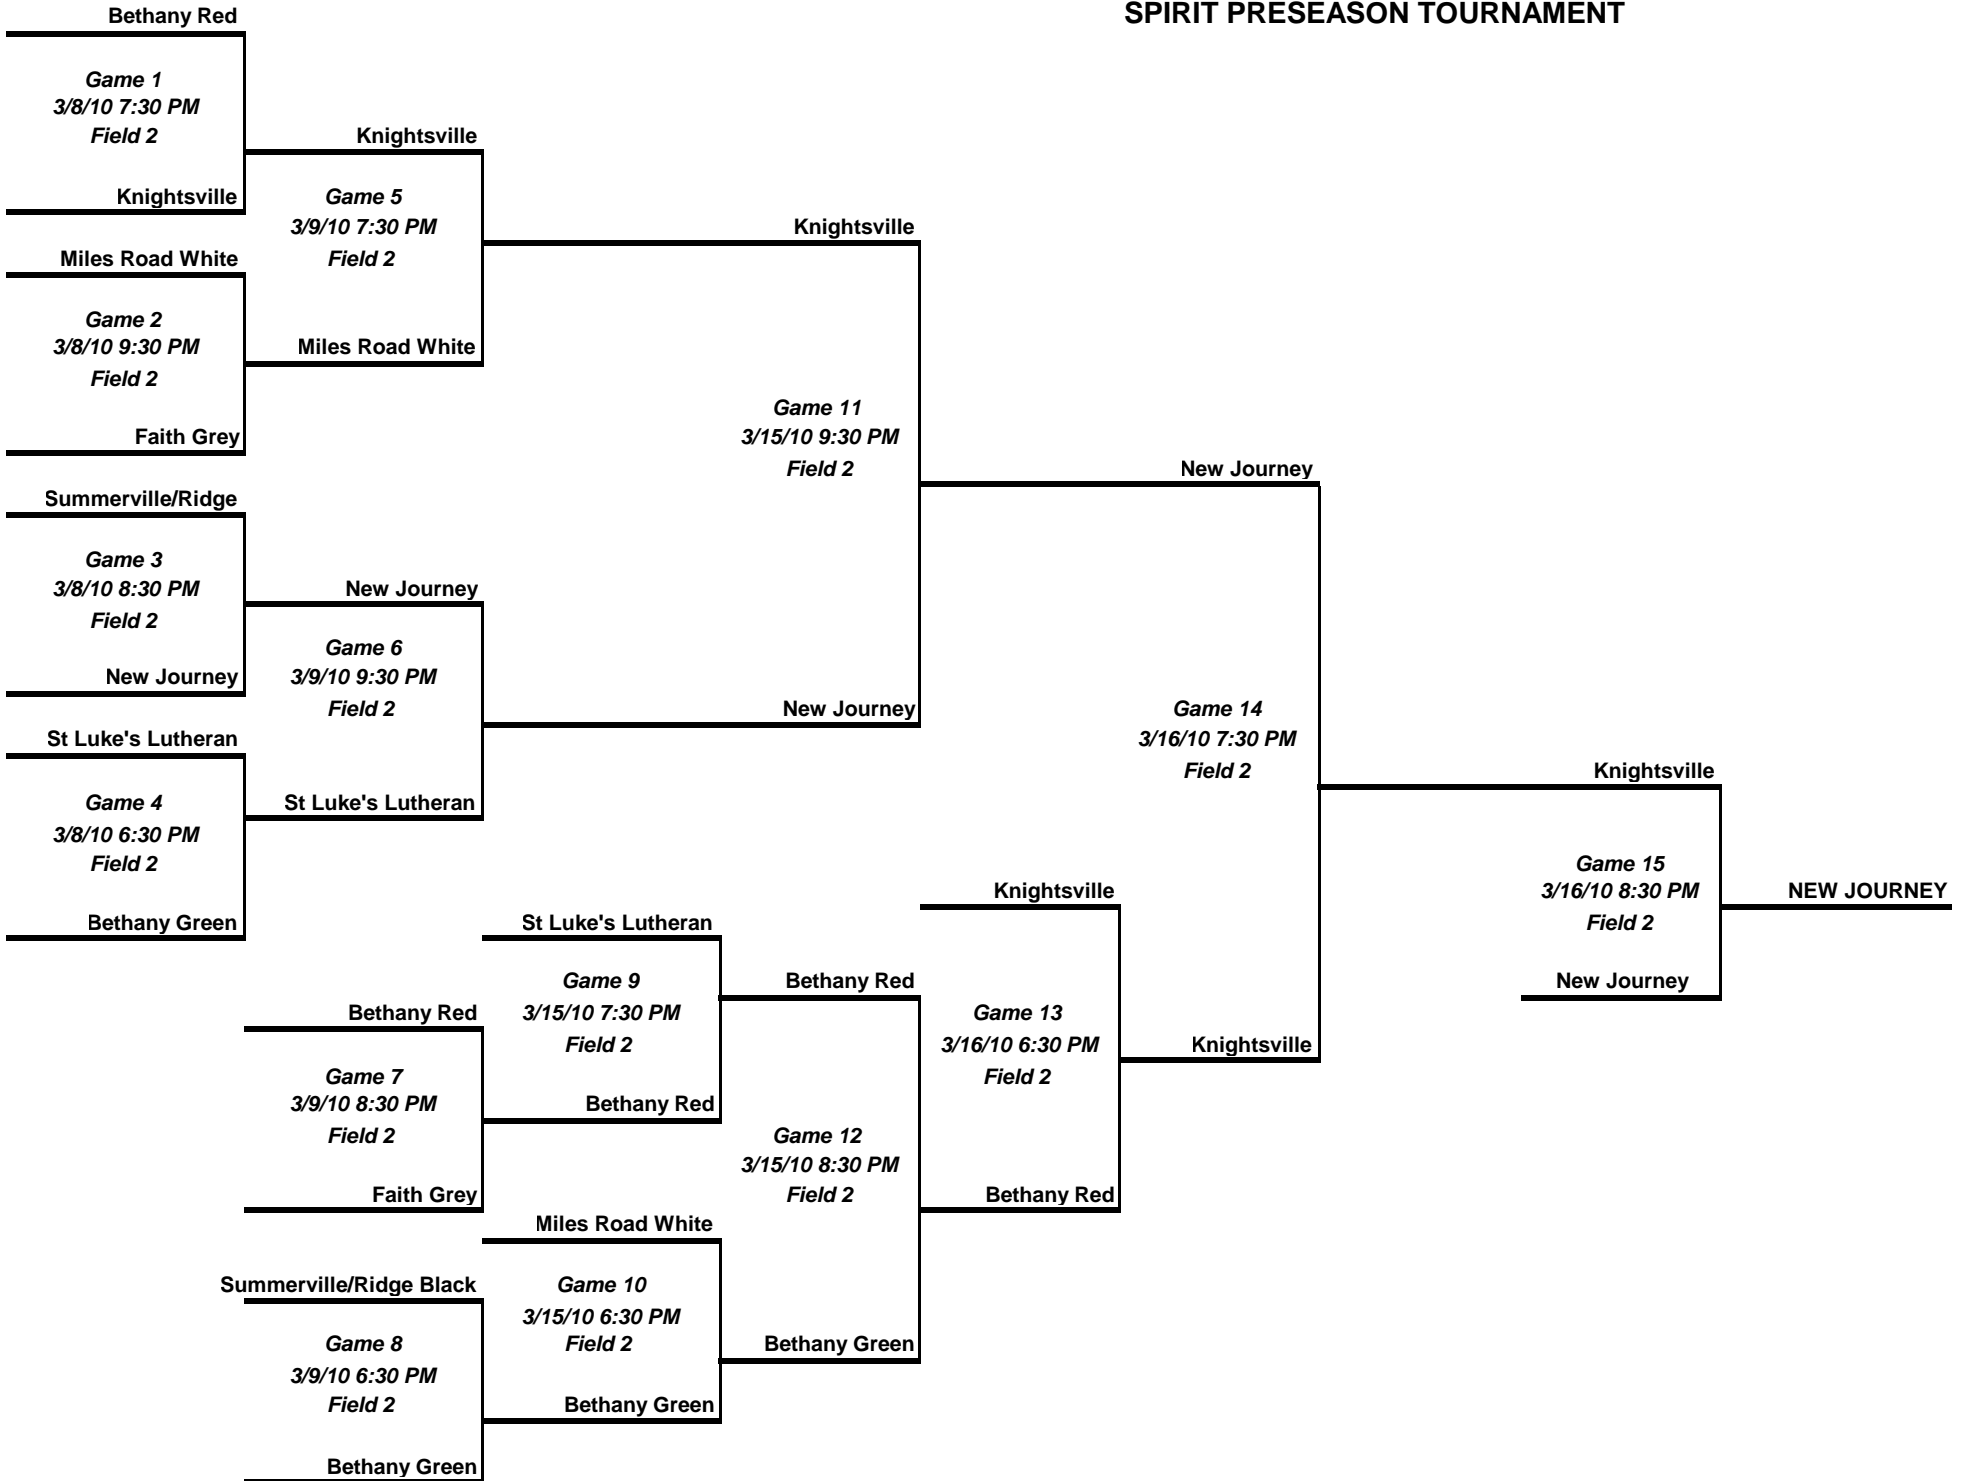 SPIRIT PRESEASON TOURNAMENT
Bethany Red
Game 1
3/8/10 7:30 PM
Field 2
Knightsville
Miles Road White
Game 2
3/8/10 9:30 PM
Field 2
Faith Grey
Summerville/Ridge
Game 3
3/8/10 8:30 PM
Field 2
New Journey
St Luke's Lutheran
Game 4
3/8/10 6:30 PM
Field 2
Bethany Green
Knightsville
Game 5
3/9/10 7:30 PM
Field 2
Miles Road White
New Journey
Game 6
3/9/10 9:30 PM
Field 2
St Luke's Lutheran
Bethany Red
Game 7
3/9/10 8:30 PM
Field 2
Faith Grey
Summerville/Ridge Black
Game 8
3/9/10 6:30 PM
Field 2
Bethany Green
St Luke's Lutheran
Game 9
3/15/10 7:30 PM
Field 2
Bethany Red
Miles Road White
Game 10
3/15/10 6:30 PM
Field 2
Bethany Green
Knightsville
Game 11
3/15/10 9:30 PM
Field 2
New Journey
Bethany Red
Game 12
3/15/10 8:30 PM
Field 2
Bethany Green
Knightsville
Game 13
3/16/10 6:30 PM
Field 2
Bethany Red
New Journey
Game 14
3/16/10 7:30 PM
Field 2
Knightsville
Knightsville
Game 15
3/16/10 8:30 PM
Field 2
New Journey
NEW JOURNEY